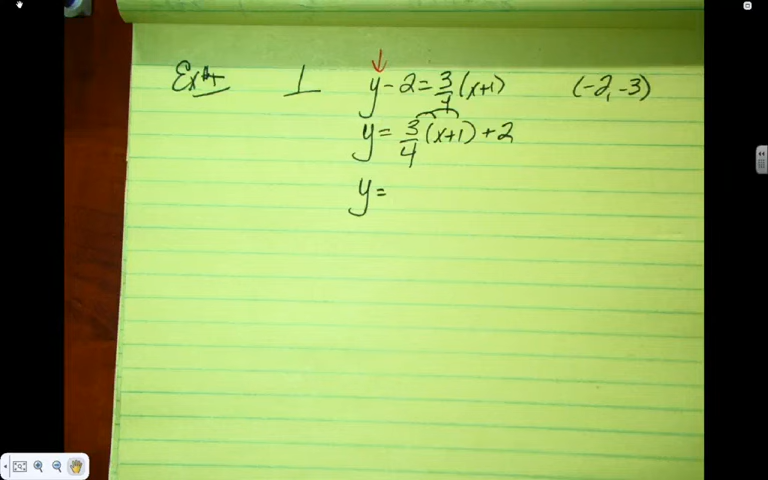 Ex# ⊥ y - 2 = 3/4 (x+1) (-2, -3)
y = 3/4 (x+1) + 2
y =